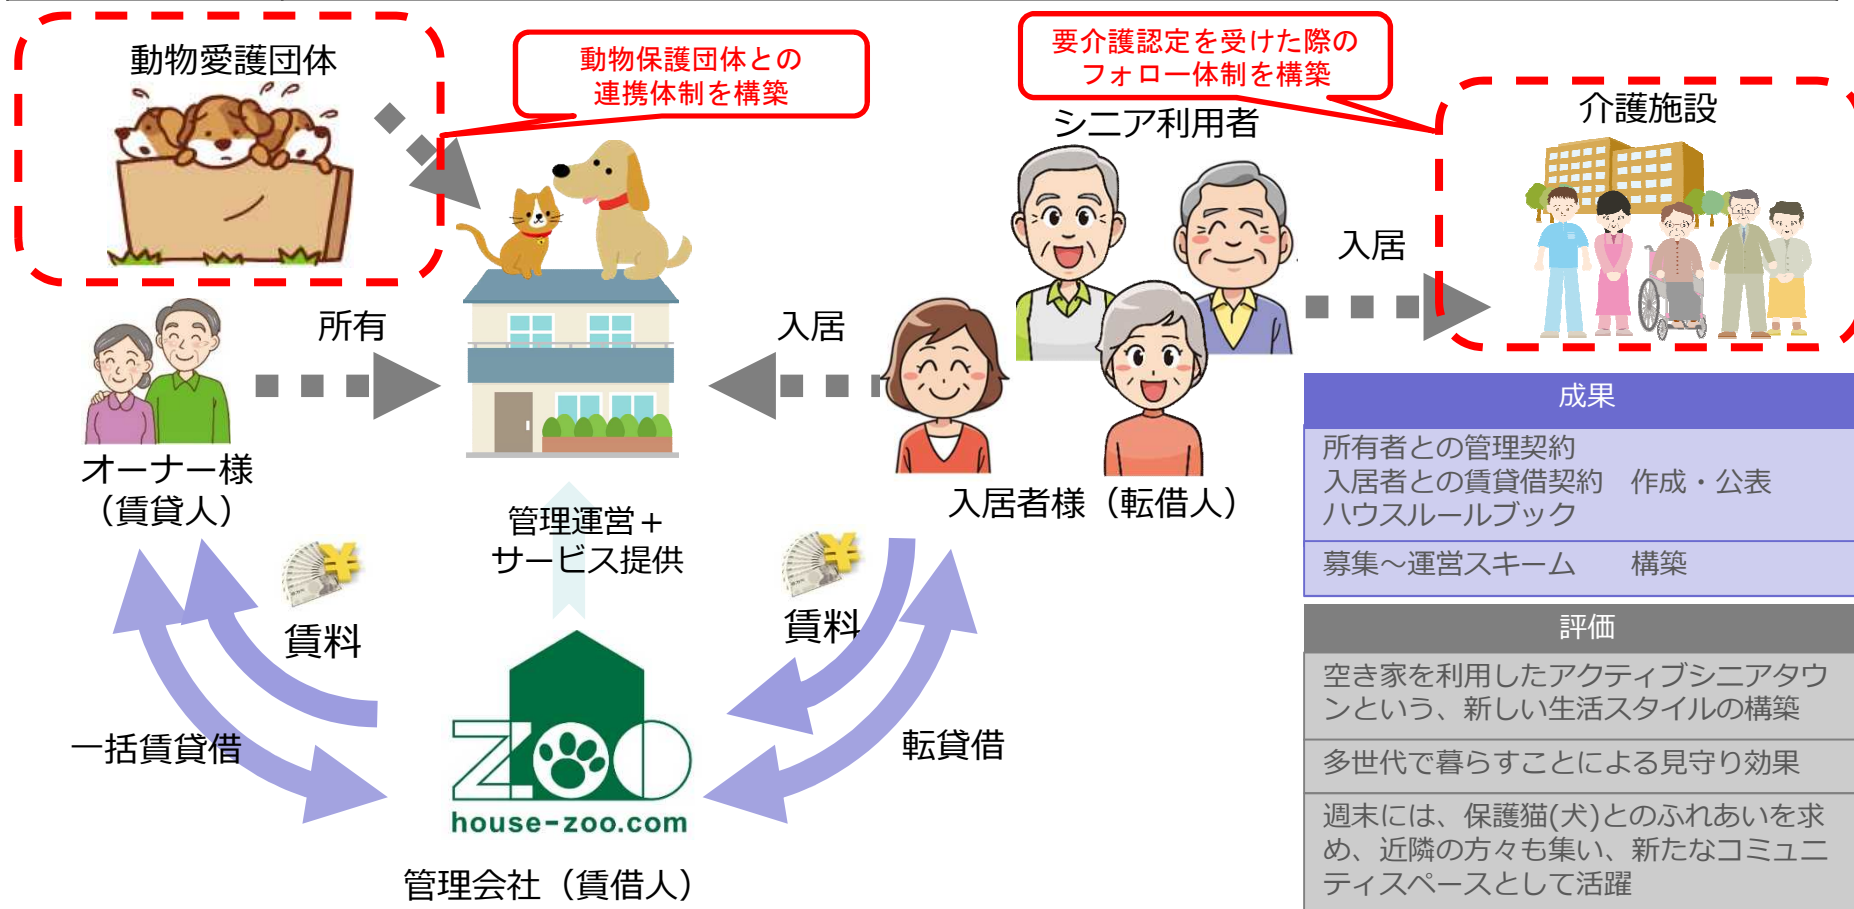 動物愛護団体
動物保護団体との
連携体制を構築
要介護認定を受けた際の
フォロー体制を構築
シニア利用者
介護施設
所有
入居
入居
オーナー様
（賃貸人）
管理運営＋
サービス提供
入居者様（転借人）
賃料
賃料
一括賃貸借
転貸借
ZOO
house-zoo.com
管理会社（賃借人）
成果
所有者との管理契約
入居者との賃貸借契約　作成・公表
ハウスルールブック
募集～運営スキーム　　構築
評価
空き家を利用したアクティブシニアタウ
ンという、新しい生活スタイルの構築
多世代で暮らすことによる見守り効果
週末には、保護猫(犬)とのふれあいを求
め、近隣の方々も集い、新たなコミュニ
ティスペースとして活躍